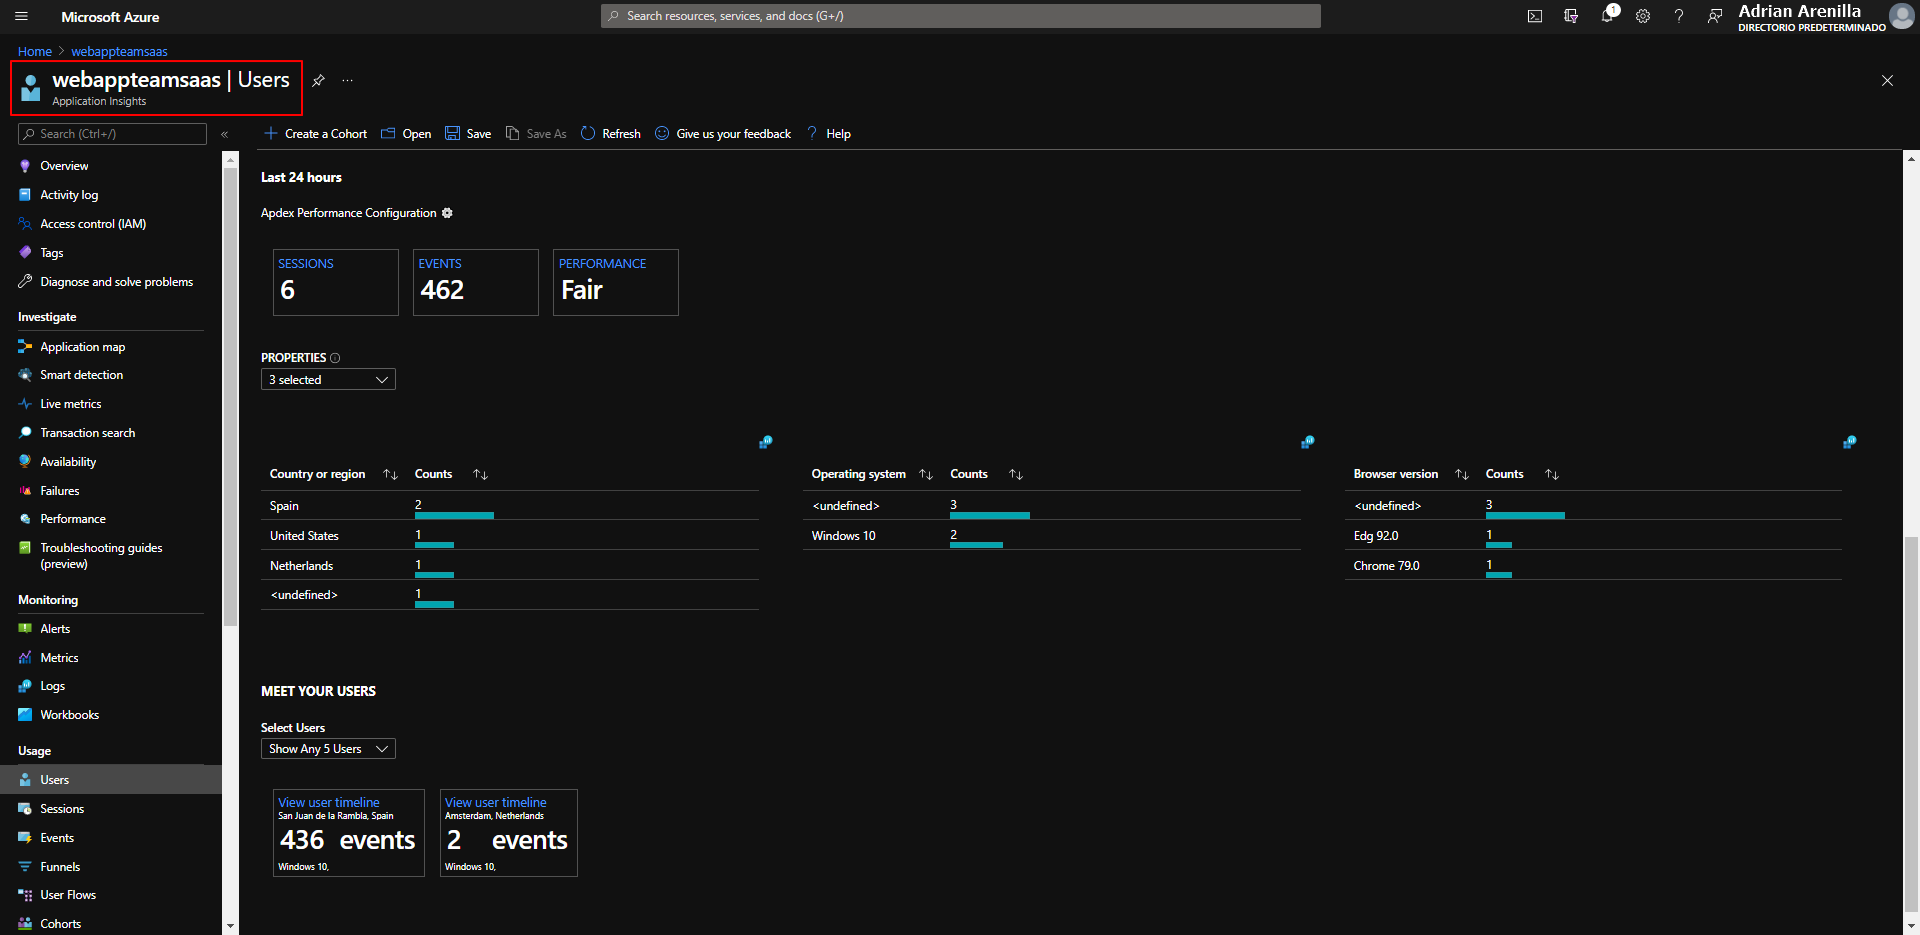 Microsoft Azure
Search resources, services, and docs (G+/)
1
Adrian Arenilla
DIRECTORIO PREDETERMINADO
Home > webappteamsaas
webappteamsaas | Users
Application Insights
Search (Ctrl+/)
«
Overview
Activity log
Access control (IAM)
Tags
Diagnose and solve problems
Investigate
Application map
Smart detection
Live metrics
Transaction search
Availability
Failures
Performance
Troubleshooting guides
(preview)
Monitoring
Alerts
Metrics
Logs
Workbooks
Usage
Users
Sessions
Events
Funnels
User Flows
Cohorts
Create a Cohort Open Save Save As Refresh Give us your feedback ? Help
Last 24 hours
Apdex Performance Configuration
SESSIONS
6
EVENTS
462
PERFORMANCE
Fair
PROPERTIES
3 selected
Country or region Counts
Spain 2
United States 1
Netherlands 1
<undefined> 1
Operating system Counts
<undefined> 3
Windows 10 2
Browser version Counts
<undefined> 3
Edg 92.0 1
Chrome 79.0 1
MEET YOUR USERS
Select Users
Show Any 5 Users
View user timeline
San Juan de la Rambla, Spain
436 events
Windows 10,
View user timeline
Amsterdam, Netherlands
2 events
Windows 10,